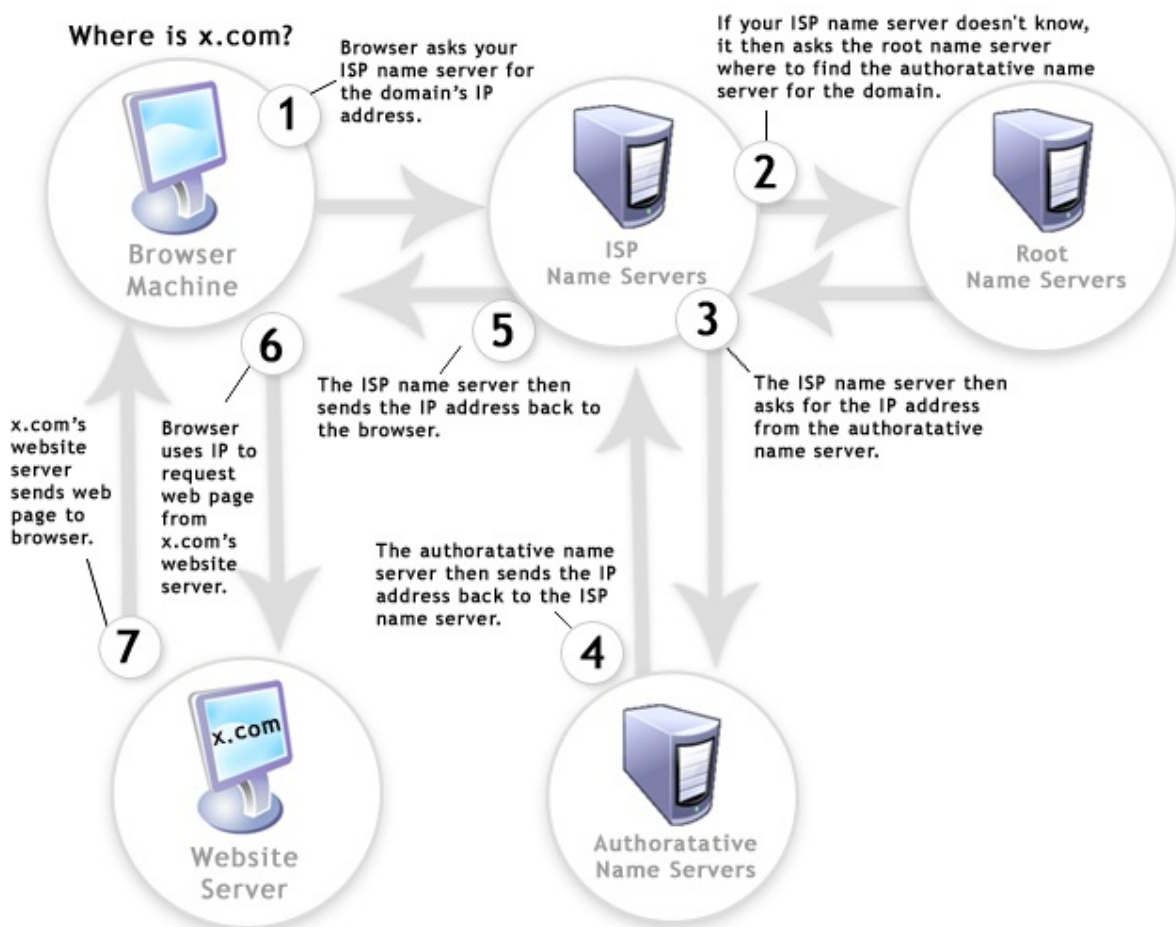 Where is x.com?
1
Browser asks your
ISP name server for
the domain's IP
address.
If your ISP name server doesn't know,
it then asks the root name server
where to find the authoratative name
server for the domain.
2
Browser
Machine
ISP
Name Servers
Root
Name Servers
3
The ISP name server then
asks for the IP address
from the authoratative
name server.
5
The ISP name server then
sends the IP address back to
the browser.
6
Browser
uses IP to
request
web page
from
x.com's
website
server.
x.com's
website
server
sends web
page to
browser.
7
The authoratative name
server then sends the IP
address back to the ISP
name server.
4
x.com
Website
Server
Authoratative
Name Servers